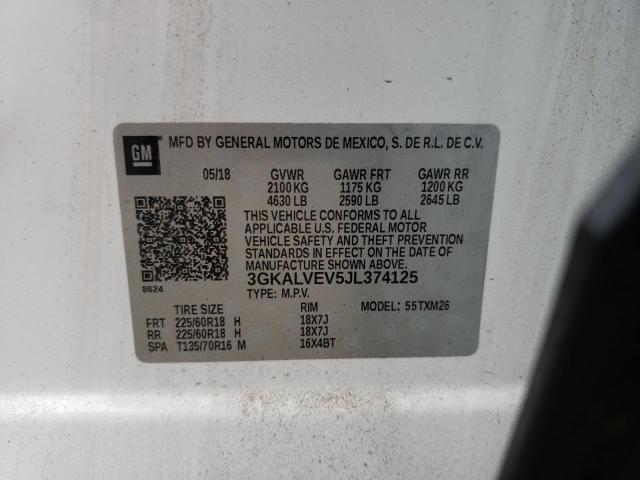 GM
MFD BY GENERAL MOTORS DE MEXICO, S. DE R.L. DE C.V.
05/18 GVWR GAWR FRT GAWR RR
2100 KG 1175 KG 1200 KG
4630 LB 2590 LB 2645 LB
THIS VEHICLE CONFORMS TO ALL
APPLICABLE U.S. FEDERAL MOTOR
VEHICLE SAFETY AND THEFT PREVENTION
STANDARDS IN EFFECT ON THE DATE OF
MANUFACTURE SHOWN ABOVE.
3GKALVEV5JL374125
8624
TYPE: M.P.V. MODEL: 55TXM26
TIRE SIZE RIM
FRT 225/60R18 H 18X7J
RR 225/60R18 H 18X7J
SPA T135/70R16 M 16X4BT